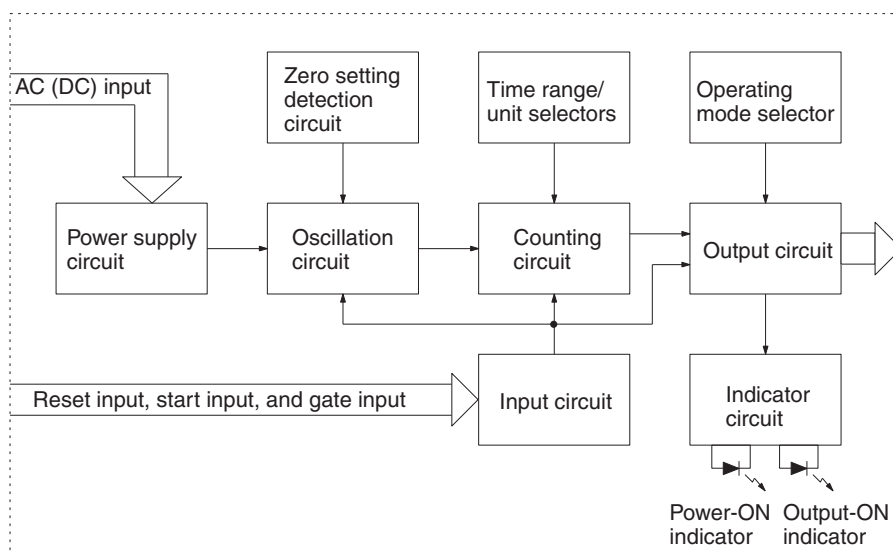 AC (DC) input
Zero setting
detection
circuit
Time range/
unit selectors
Operating
mode selector
Power supply
circuit
Oscillation
circuit
Counting
circuit
Output circuit
Reset input, start input, and gate input
Input circuit
Indicator
circuit
Power-ON
indicator
Output-ON
indicator